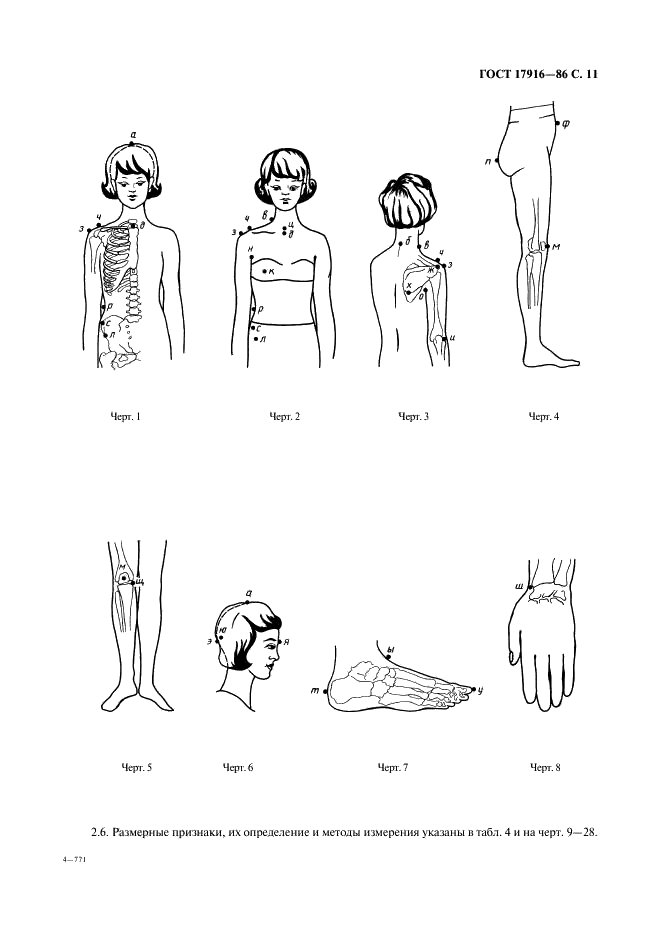 ГОСТ 17916—86 С. 11
а
ч
з
д
р
с
л
в
ч
з
ц
д
н
к
р
с
л
б
в
ч
ж
з
х
о
и
ф
п
м
Черт. 1
Черт. 2
Черт. 3
Черт. 4
м
щ
а
ю
э
я
ы
т
у
ш
Черт. 5
Черт. 6
Черт. 7
Черт. 8
2.6. Размерные признаки, их определение и методы измерения указаны в табл. 4 и на черт. 9—28.
4—771